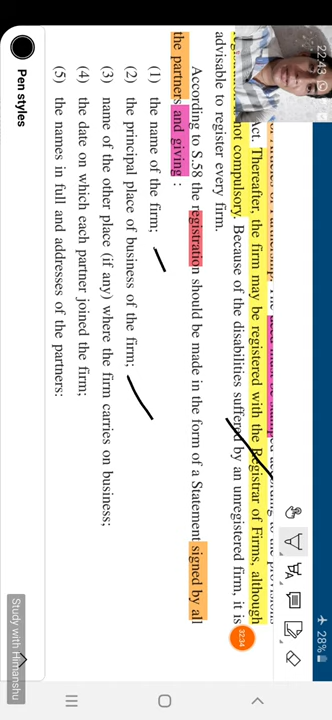 22:43
28%
Act. Thereafter, the firm may be registered with the Registrar of Firms, although
not compulsory. Because of the disabilities suffered by an unregistered firm, it is
advisable to register every firm.
According to S.58 the registration should be made in the form of a Statement signed by all
the partners and giving :
(1) the name of the firm;
(2) the principal place of business of the firm;
(3) name of the other place (if any) where the firm carries on business;
(4) the date on which each partner joined the firm;
(5) the names in full and addresses of the partners:
32:34
Pen styles
Study with Himanshu